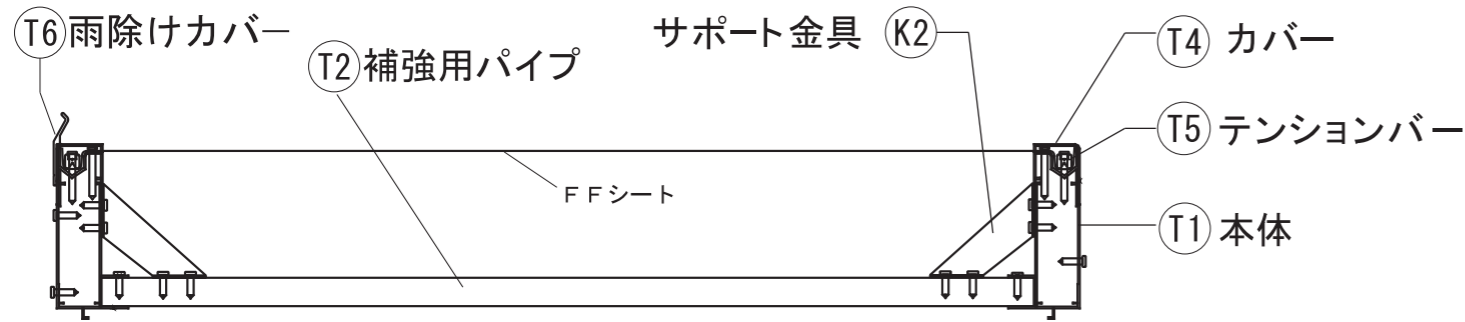 T6 雨除けカバー
T2 補強用パイプ
サポート金具 K2
T4 カバー
T5 テンションバー
FFシート
T1 本体